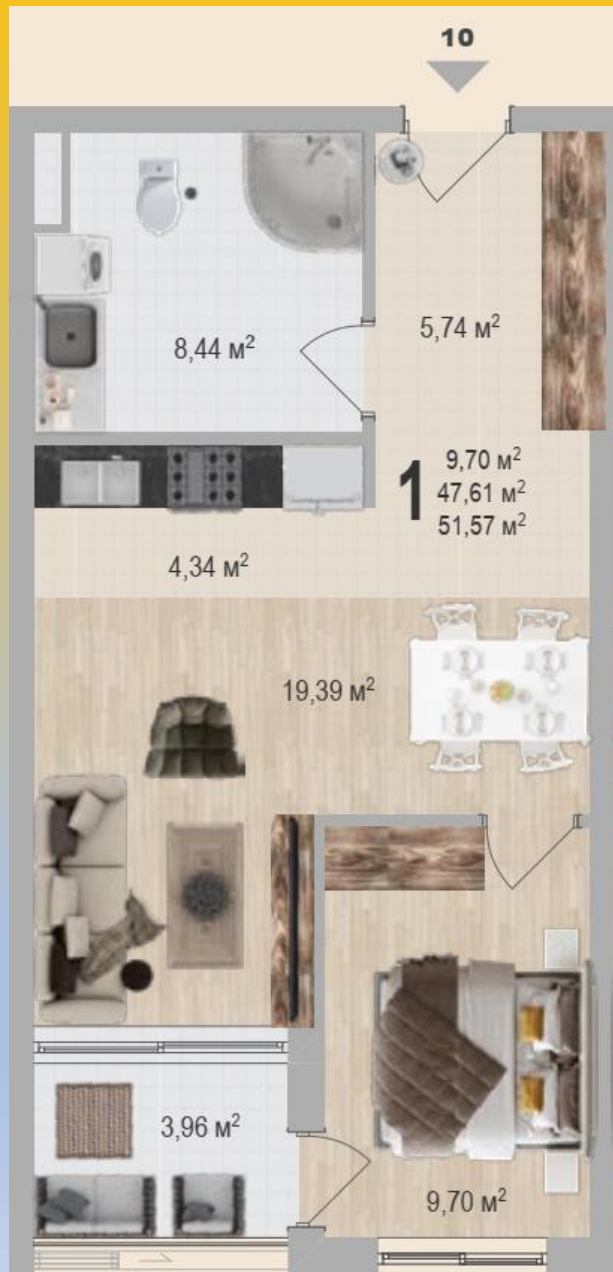 10
5,74 м²
8,44 м²
1
9,70 м²
47,61 м²
51,57 м²
4,34 м²
19,39 м²
3,96 м²
9,70 м²